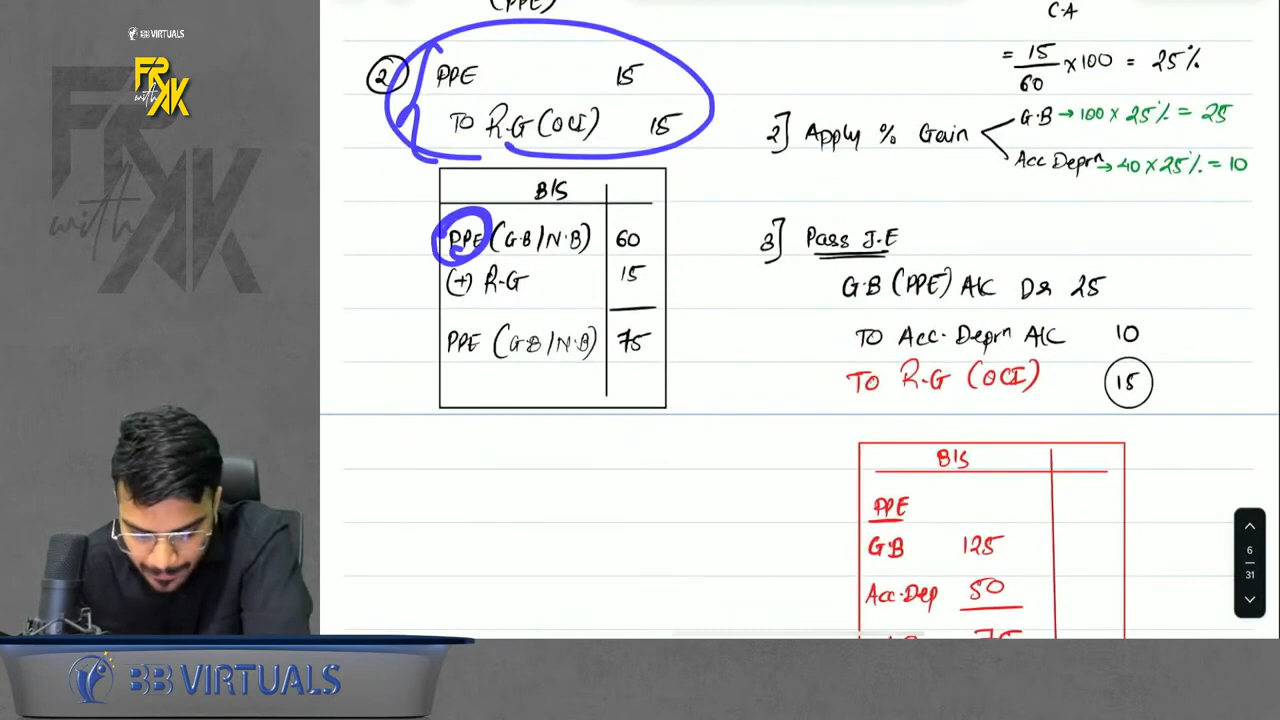 BB VIRTUALS
FR
with
AK
(PPE)
② PPE 15
TO R.G (OCI) 15
B/S
PPE (G.B/N.B) 60
(+) R.G 15
PPE (G.B/N.B) 75
C.A
= 15/60 × 100 = 25%
2] Apply % Gain
G.B → 100 × 25% = 25
Acc Deprn → 40 × 25% = 10
3] Pass J.E
G.B (PPE) A/C Dr 25
TO Acc. Deprn A/C 10
TO R.G (OCI) 15
B/S
PPE
G.B 125
Acc. Dep 50
75
6
31
BB VIRTUALS